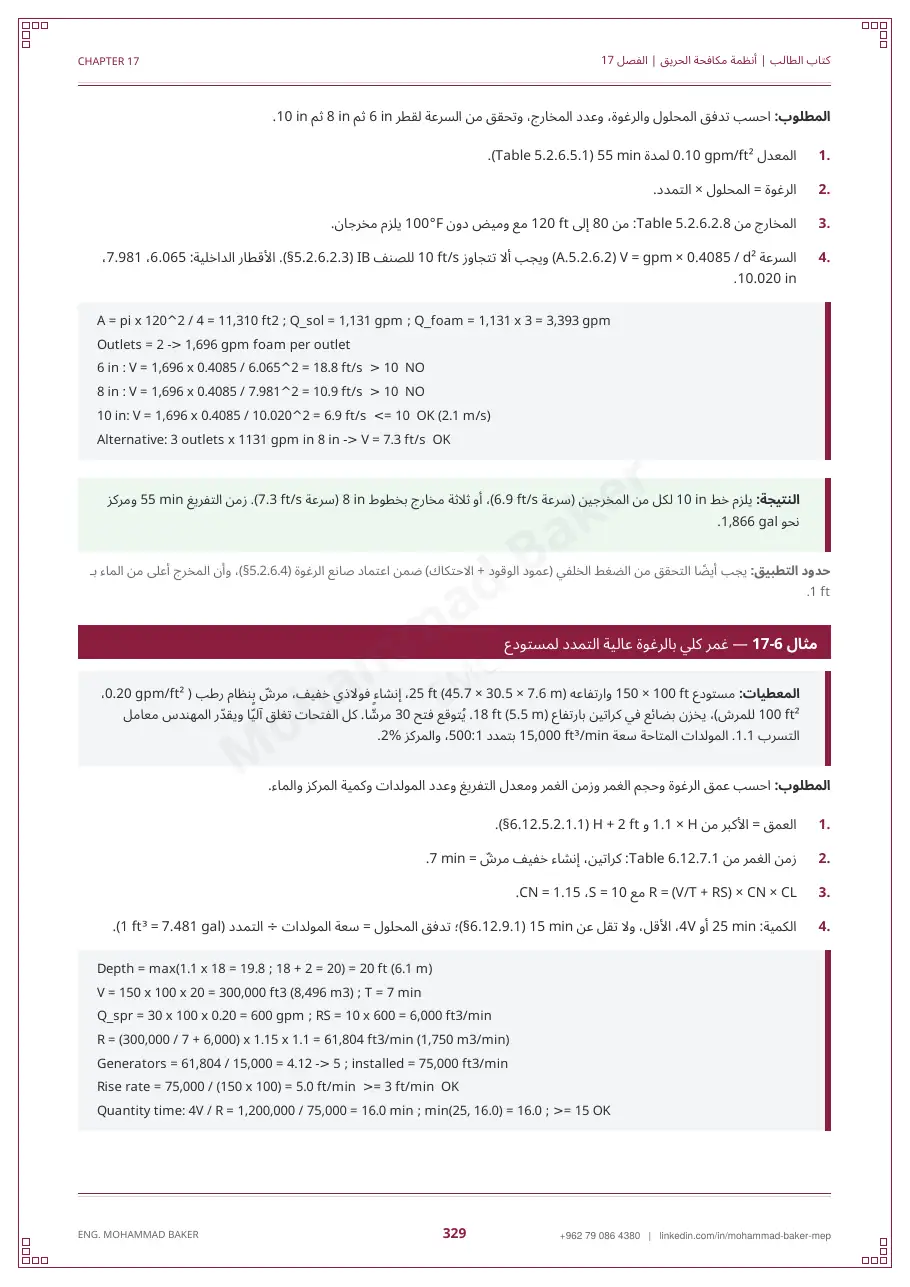 CHAPTER 17
كتاب الطالب | أنظمة مكافحة الحريق | الفصل 17
المطلوب: احسب تدفق المحلول والرغوة، وعدد المخارج، وتحقق من السرعة لقطر 6 in ثم 8 in ثم 10 in.
1. المعدل 0.10 gpm/ft² لمدة 55 min (Table 5.2.6.5.1).
2. الرغوة = المحلول × التمدد.
3. المخارج من Table 5.2.6.2.8: من 80 إلى 120 ft مع وميض دون 100°F يلزم مخرجان.
4. السرعة V = gpm × 0.4085 / d² (A.5.2.6.2) ويجب ألا تتجاوز 10 ft/s للصنف IB (§5.2.6.2.3). الأقطار الداخلية: 6.065، 7.981،
10.020 in.
A = pi x 120^2 / 4 = 11,310 ft2 ; Q_sol = 1,131 gpm ; Q_foam = 1,131 x 3 = 3,393 gpm
Outlets = 2 -> 1,696 gpm foam per outlet
6 in : V = 1,696 x 0.4085 / 6.065^2 = 18.8 ft/s > 10 NO
8 in : V = 1,696 x 0.4085 / 7.981^2 = 10.9 ft/s > 10 NO
10 in: V = 1,696 x 0.4085 / 10.020^2 = 6.9 ft/s <= 10 OK (2.1 m/s)
Alternative: 3 outlets x 1131 gpm in 8 in -> V = 7.3 ft/s OK
النتيجة: يلزم خط 10 in لكل من المخرجين (سرعة 6.9 ft/s)، أو ثلاثة مخارج بخطوط 8 in (سرعة 7.3 ft/s). زمن التفريغ 55 min ومركز
نحو 1,866 gal.
حدود التطبيق: يجب أيضًا التحقق من الضغط الخلفي (عمود الوقود + الاحتكاك) ضمن اعتماد صانع الرغوة (§5.2.6.4)، وأن المخرج أعلى من الماء بـ
1 ft.
مثال 6-17 — غمر كلي بالرغوة عالية التمدد لمستودع
المعطيات: مستودع 150 × 100 ft وارتفاعه 25 ft (45.7 × 30.5 × 7.6 m)، إنشاء فولاذي خفيف، مرشّ بنظام رطب (0.20 gpm/ft²،
100 ft² للمرش)، يخزن بضائع في كراتين بارتفاع 18 ft (5.5 m). يُتوقع فتح 30 مرشًّا. كل الفتحات تغلق آليًّا ويقدّر المهندس معامل
التسرب 1.1. المولدات المتاحة سعة 15,000 ft³/min بتمدد 500:1، والمركز 2%.
المطلوب: احسب عمق الرغوة وحجم الغمر وزمن الغمر ومعدل التفريغ وعدد المولدات وكمية المركز والماء.
1. العمق = الأكبر من 1.1 × H و H + 2 ft (§6.12.5.2.1.1).
2. زمن الغمر من Table 6.12.7.1: كراتين، إنشاء خفيف مرشّ = 7 min.
3. R = (V/T + RS) × CN × CL مع S = 10، CN = 1.15.
4. الكمية: 25 min أو 4V، الأقل، ولا تقل عن 15 min (§6.12.9.1)؛ تدفق المحلول = سعة المولدات ÷ التمدد (1 ft³ = 7.481 gal).
Depth = max(1.1 x 18 = 19.8 ; 18 + 2 = 20) = 20 ft (6.1 m)
V = 150 x 100 x 20 = 300,000 ft3 (8,496 m3) ; T = 7 min
Q_spr = 30 x 100 x 0.20 = 600 gpm ; RS = 10 x 600 = 6,000 ft3/min
R = (300,000 / 7 + 6,000) x 1.15 x 1.1 = 61,804 ft3/min (1,750 m3/min)
Generators = 61,804 / 15,000 = 4.12 -> 5 ; installed = 75,000 ft3/min
Rise rate = 75,000 / (150 x 100) = 5.0 ft/min >= 3 ft/min OK
Quantity time: 4V / R = 1,200,000 / 75,000 = 16.0 min ; min(25, 16.0) = 16.0 ; >= 15 OK
Mohammad Baker
ENG. MOHAMMAD BAKER
329
+962 79 086 4380 | linkedin.com/in/mohammad-baker-mep